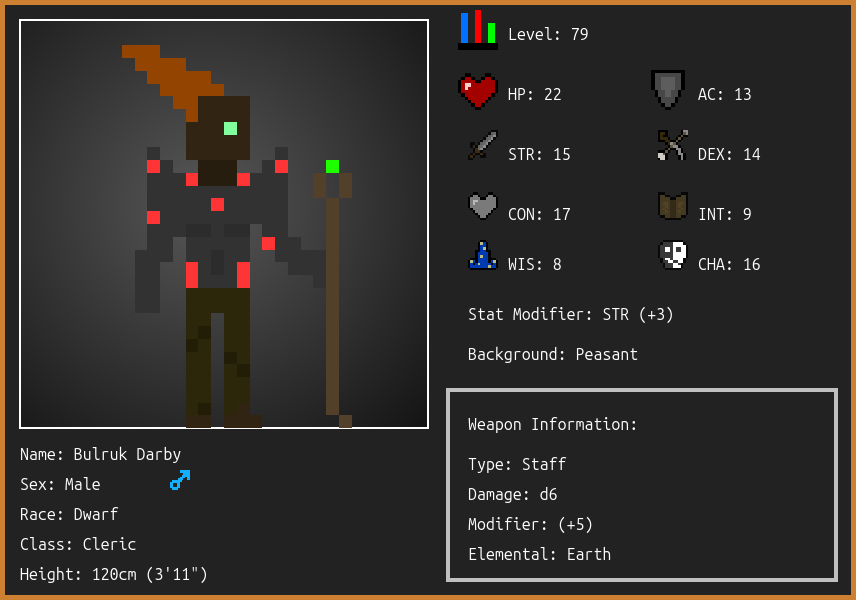 Level: 79
HP: 22
AC: 13
STR: 15
DEX: 14
CON: 17
INT: 9
WIS: 8
CHA: 16
Stat Modifier: STR (+3)
Background: Peasant
Name: Bulruk Darby
Sex: Male
Race: Dwarf
Class: Cleric
Height: 120cm (3'11")
Weapon Information:
Type: Staff
Damage: d6
Modifier: (+5)
Elemental: Earth